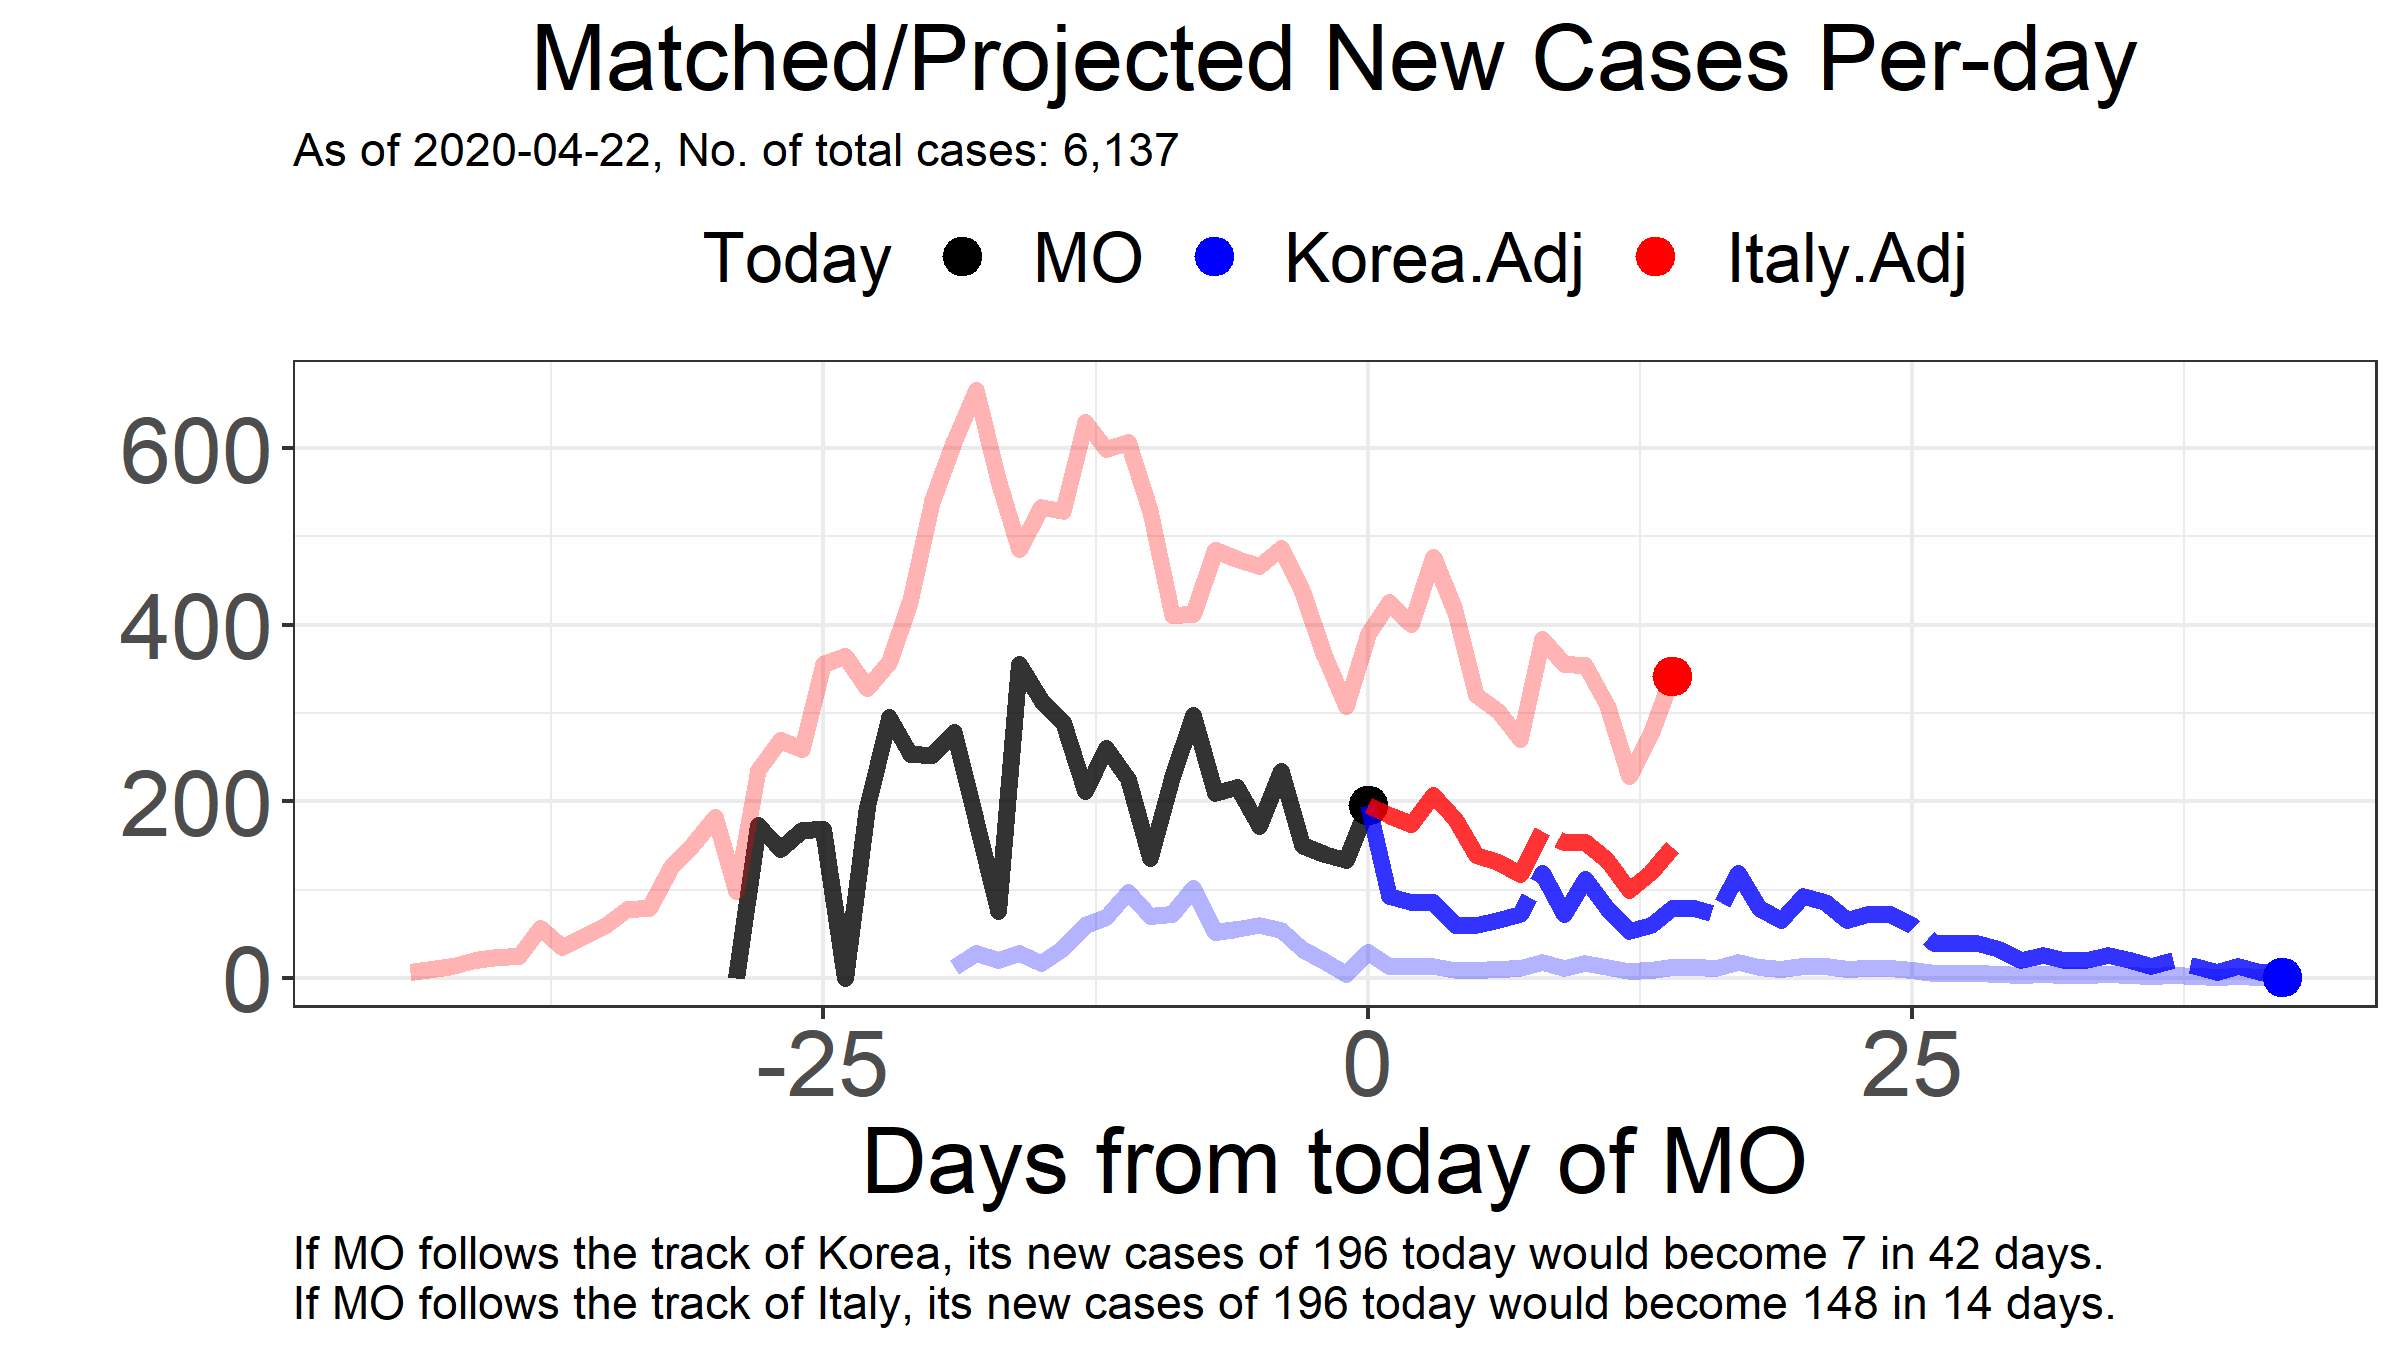 Matched/Projected New Cases Per-day
As of 2020-04-22, No. of total cases: 6,137
Today MO Korea.Adj Italy.Adj
600
400
200
0
-25 0 25
Days from today of MO
If MO follows the track of Korea, its new cases of 196 today would become 7 in 42 days.
If MO follows the track of Italy, its new cases of 196 today would become 148 in 14 days.